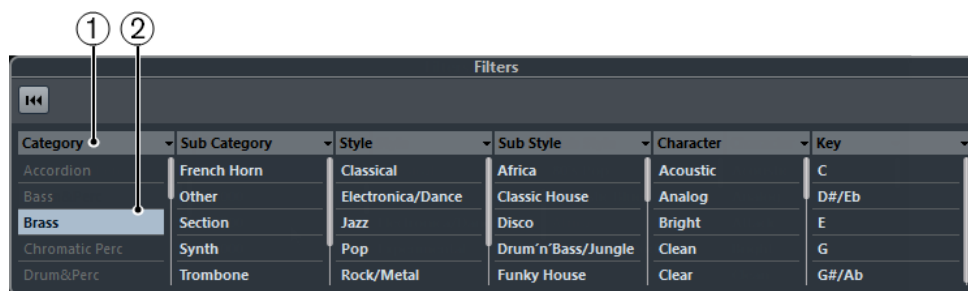 1 2
Filters
Category Sub Category Style Sub Style Character Key
Accordion French Horn Classical Africa Acoustic C
Bass Other Electronica/Dance Classic House Analog D#/Eb
Brass Section Jazz Disco Bright E
Chromatic Perc Synth Pop Drum´n´Bass/Jungle Clean G
Drum&Perc Trombone Rock/Metal Funky House Clear G#/Ab